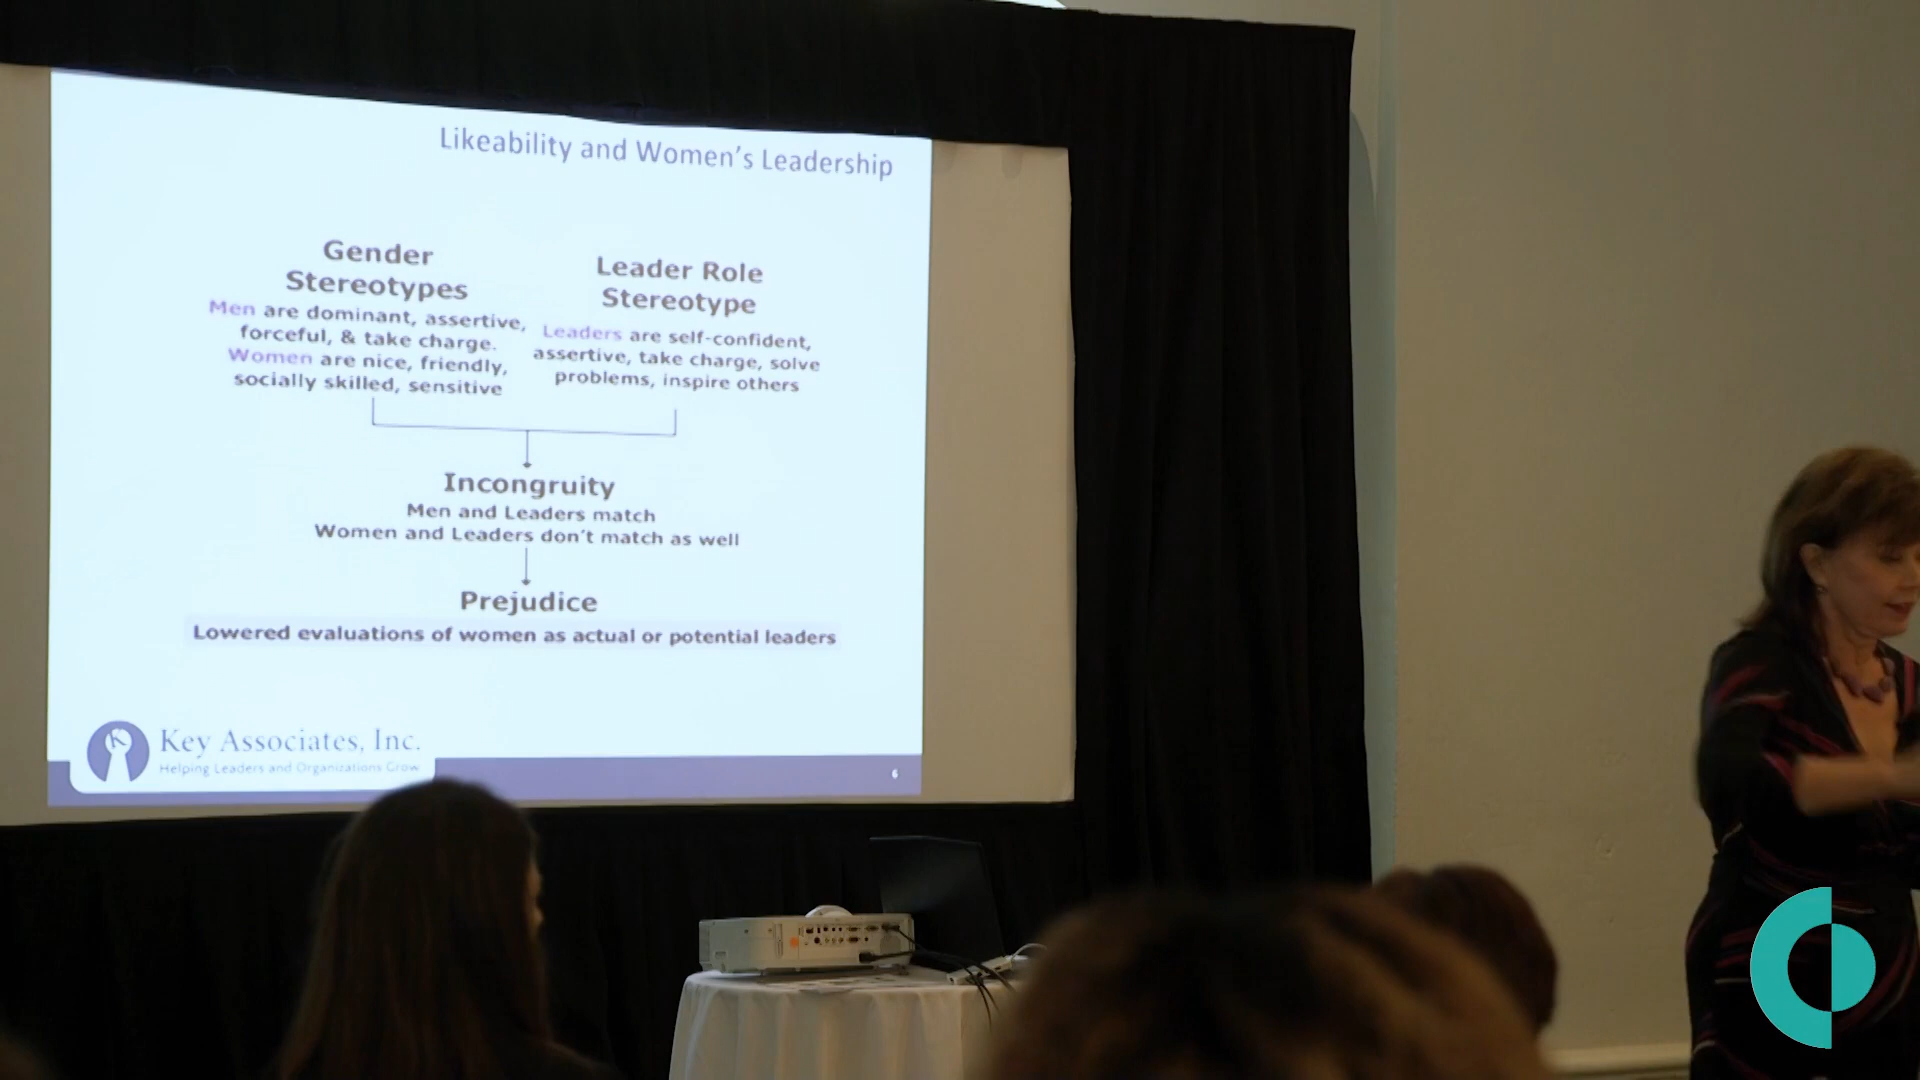 Likeability and Women's Leadership
Gender
Stereotypes
Men are dominant, assertive,
forceful, & take charge.
Women are nice, friendly,
socially skilled, sensitive
Leader Role
Stereotype
Leaders are self-confident,
assertive, take charge, solve
problems, inspire others
Incongruity
Men and Leaders match
Women and Leaders don't match as well
Prejudice
Lowered evaluations of women as actual or potential leaders
Key Associates, Inc.
Helping Leaders and Organizations Grow
6